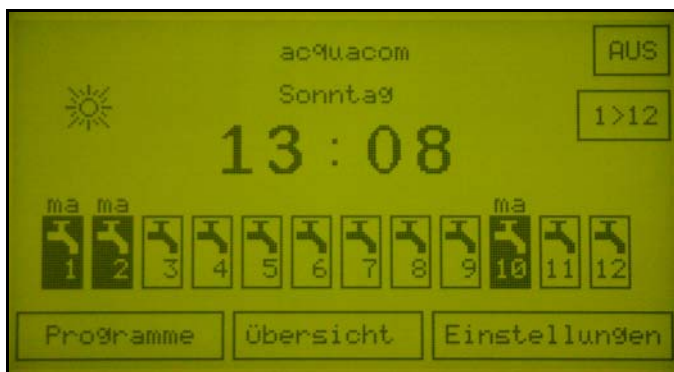 acquacom
AUS
Sonntag
1>12
13:08
ma ma ma
1 2 3 4 5 6 7 8 9 10 11 12
Programme Übersicht Einstellungen